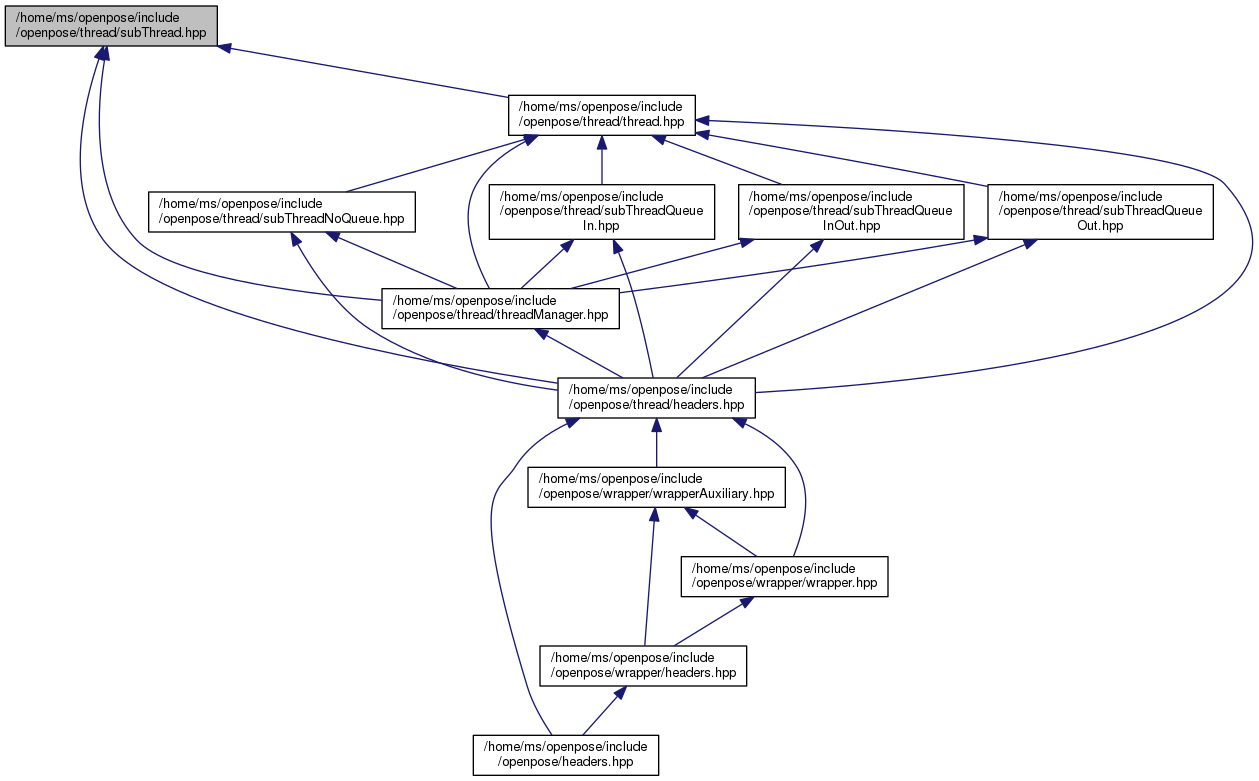 /home/ms/openpose/include
/openpose/thread/subThread.hpp
/home/ms/openpose/include
/openpose/thread/thread.hpp
/home/ms/openpose/include
/openpose/thread/subThreadNoQueue.hpp
/home/ms/openpose/include
/openpose/thread/subThreadQueue
In.hpp
/home/ms/openpose/include
/openpose/thread/subThreadQueue
InOut.hpp
/home/ms/openpose/include
/openpose/thread/subThreadQueue
Out.hpp
/home/ms/openpose/include
/openpose/thread/threadManager.hpp
/home/ms/openpose/include
/openpose/thread/headers.hpp
/home/ms/openpose/include
/openpose/wrapper/wrapperAuxiliary.hpp
/home/ms/openpose/include
/openpose/wrapper/wrapper.hpp
/home/ms/openpose/include
/openpose/wrapper/headers.hpp
/home/ms/openpose/include
/openpose/headers.hpp